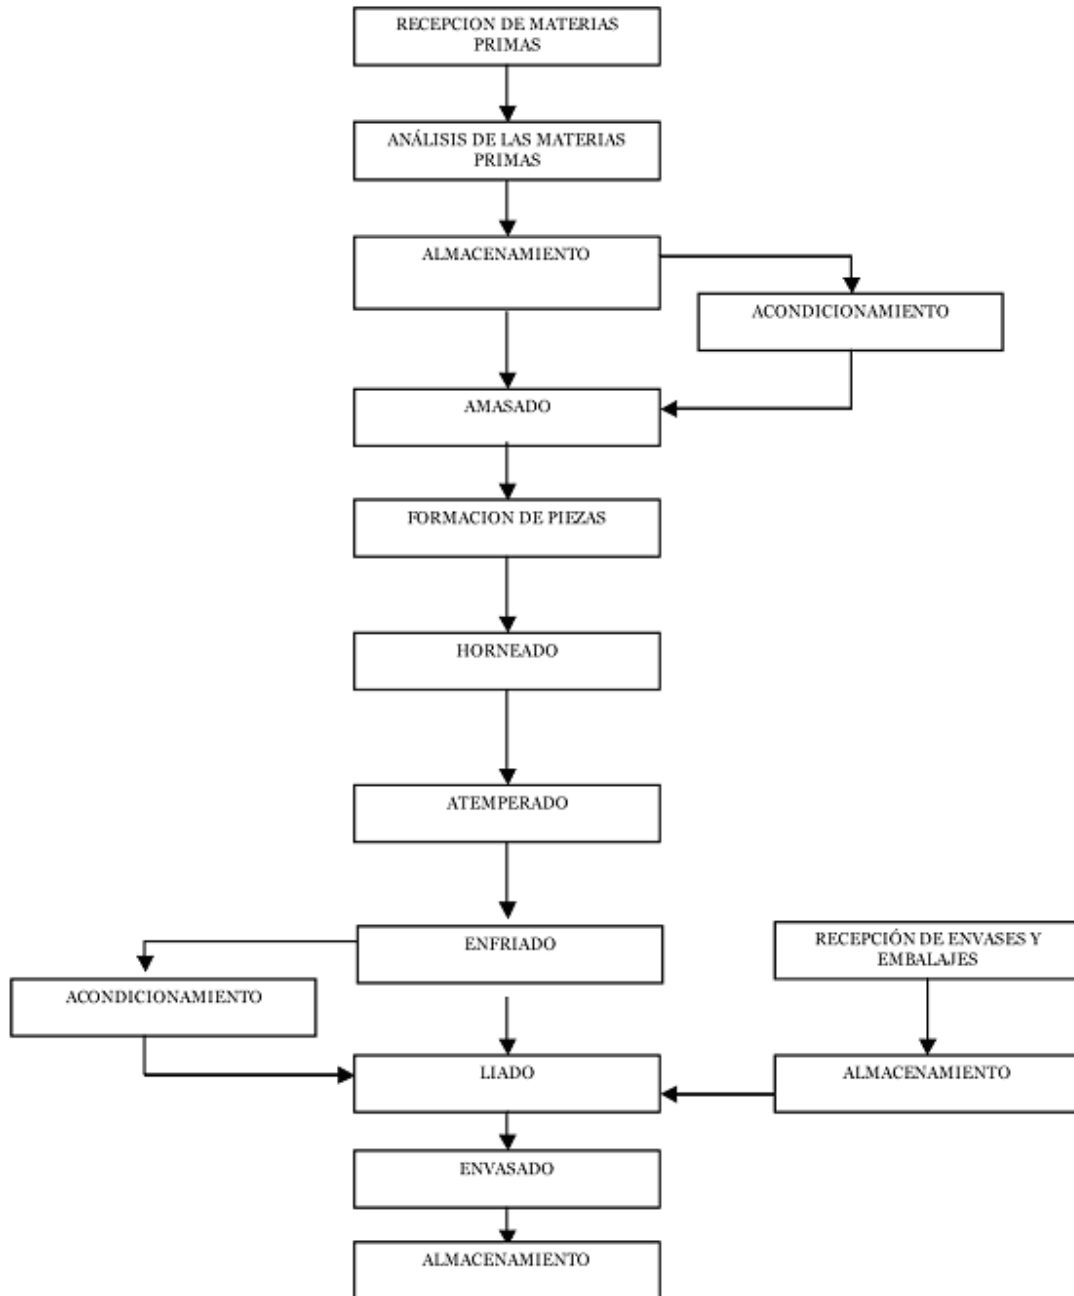 RECEPCION DE MATERIAS
PRIMAS
ANÁLISIS DE LAS MATERIAS
PRIMAS
ALMACENAMIENTO
ACONDICIONAMIENTO
AMASADO
FORMACION DE PIEZAS
HORNEADO
ATEMPERADO
ENFRIADO
RECEPCIÓN DE ENVASES Y
EMBALAJES
ACONDICIONAMIENTO
LIADO
ALMACENAMIENTO
ENVASADO
ALMACENAMIENTO